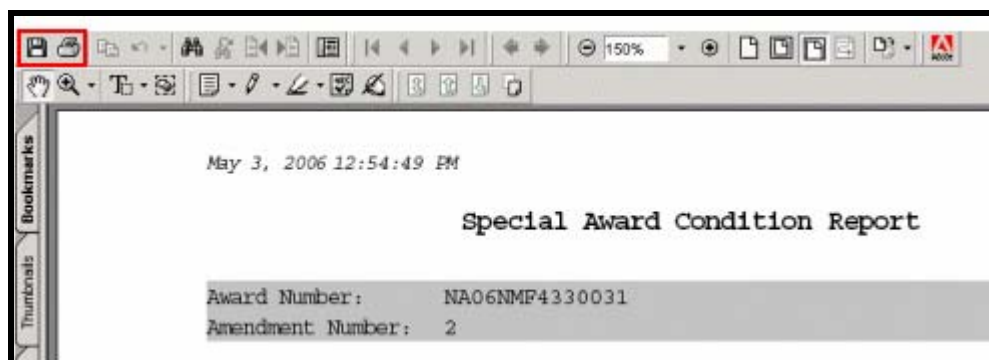 150%
Adobe
Bookmarks
Thumbnails
May 3, 2006 12:54:49 PM
Special Award Condition Report
Award Number: NA06NMF4330031
Amendment Number: 2